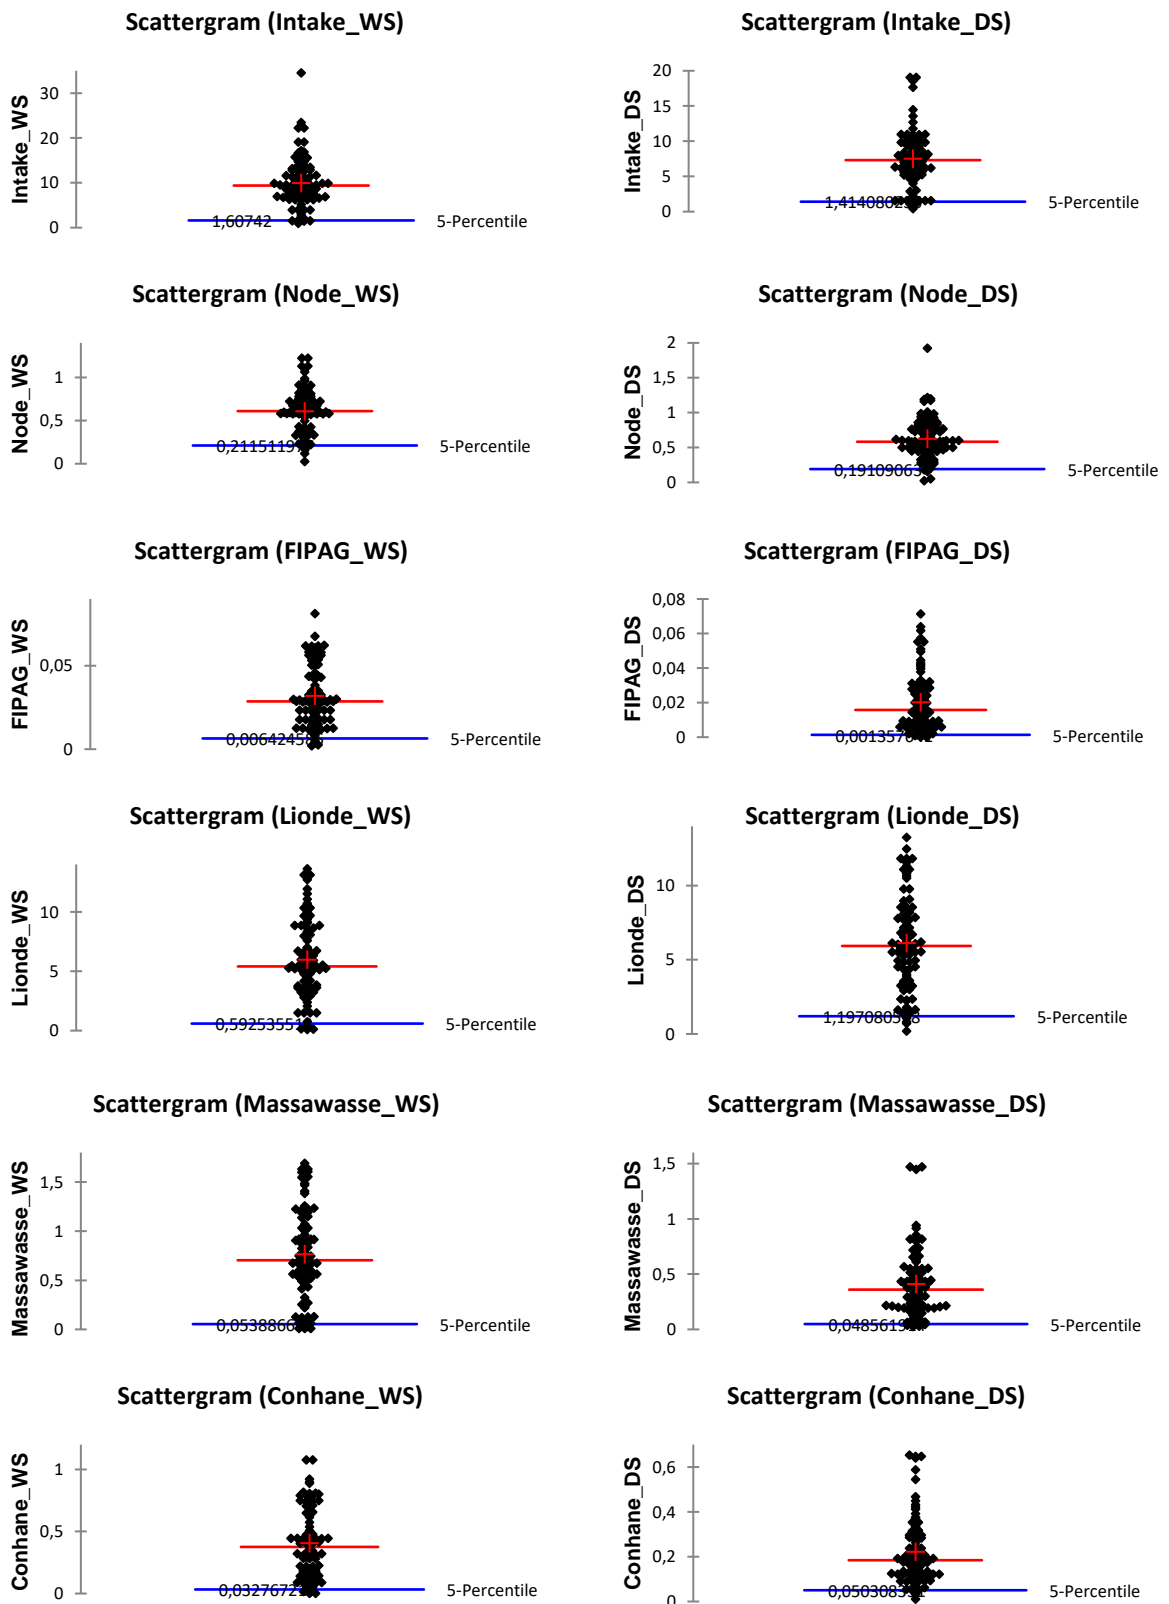 Scattergram (Intake_WS)
Intake_WS
30
20
10
0
1,60742
5-Percentile
Scattergram (Intake_DS)
Intake_DS
20
15
10
5
0
5-Percentile
Scattergram (Node_WS)
Node_WS
1
0,5
0
0,2115119
5-Percentile
Scattergram (Node_DS)
Node_DS
2
1,5
1
0,5
0
0,19109063
5-Percentile
Scattergram (FIPAG_WS)
FIPAG_WS
0,05
0
5-Percentile
Scattergram (FIPAG_DS)
FIPAG_DS
0,08
0,06
0,04
0,02
0
5-Percentile
Scattergram (Lionde_WS)
Lionde_WS
10
5
0
5-Percentile
Scattergram (Lionde_DS)
Lionde_DS
10
5
0
5-Percentile
Scattergram (Massawasse_WS)
Massawasse_WS
1,5
1
0,5
0
5-Percentile
Scattergram (Massawasse_DS)
Massawasse_DS
1,5
1
0,5
0
5-Percentile
Scattergram (Conhane_WS)
Conhane_WS
1
0,5
0
5-Percentile
Scattergram (Conhane_DS)
Conhane_DS
0,6
0,4
0,2
0
5-Percentile